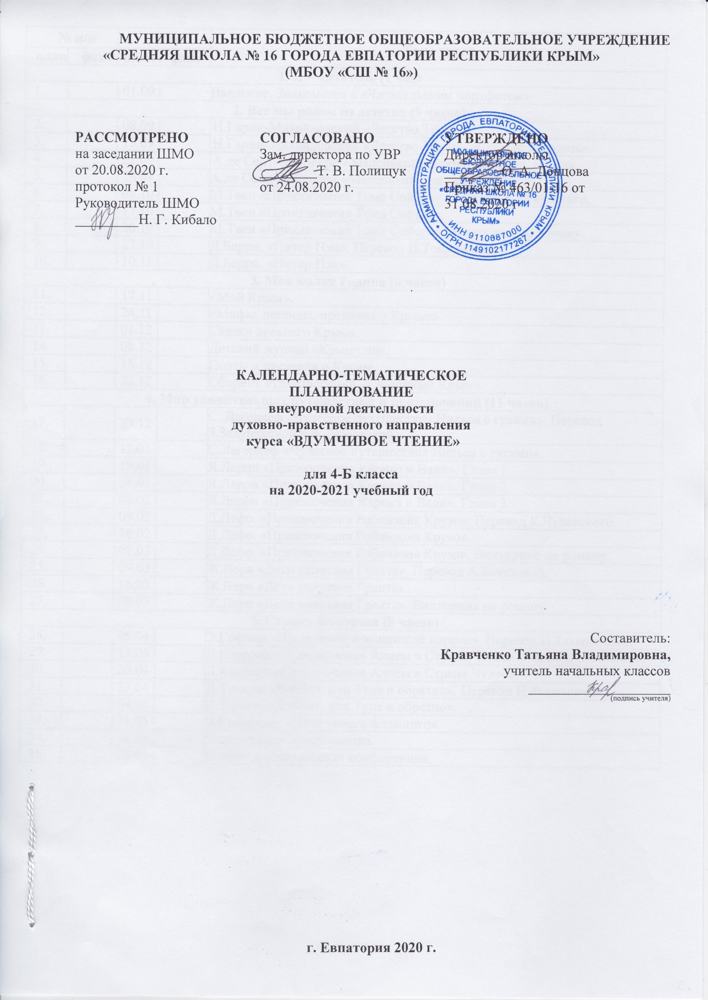 МУНИЦИПАЛЬНОЕ БЮДЖЕТНОЕ ОБЩЕОБРАЗОВАТЕЛЬНОЕ УЧРЕЖДЕНИЕ
«СРЕДНЯЯ ШКОЛА № 16 ГОРОДА ЕВПАТОРИИ РЕСПУБЛИКИ КРЫМ»
(МБОУ «СШ № 16»)
РАССМОТРЕНО
на заседании ШМО
от 20.08.2020 г.
протокол № 1
Руководитель ШМО
Н. Г. Кибало
СОГЛАСОВАНО
Зам. директора по УВР
Т. В. Полищук
от 24.08.2020 г.
УТВЕРЖДЕНО
Директор школы
О. А. Донцова
Приказ № 463/01-16 от
31.08.2020 г
АДМИНИСТРАЦИЯ ГОРОДА ЕВПАТОРИИ РЕСПУБЛИКИ КРЫМ
МУНИЦИПАЛЬНОЕ
БЮДЖЕТНОЕ
ОБЩЕОБРАЗОВАТЕЛЬНОЕ
УЧРЕЖДЕНИЕ
«СРЕДНЯЯ ШКОЛА № 16
ГОРОДА ЕВПАТОРИИ
РЕСПУБЛИКИ
КРЫМ»
ИНН 9110087000
ОГРН 1149102177267
КАЛЕНДАРНО-ТЕМАТИЧЕСКОЕ
ПЛАНИРОВАНИЕ
внеурочной деятельности
духовно-нравственного направления
курса «ВДУМЧИВОЕ ЧТЕНИЕ»
для 4-Б класса
на 2020-2021 учебный год
Составитель:
Кравченко Татьяна Владимировна,
учитель начальных классов
(подпись учителя)
г. Евпатория 2020 г.